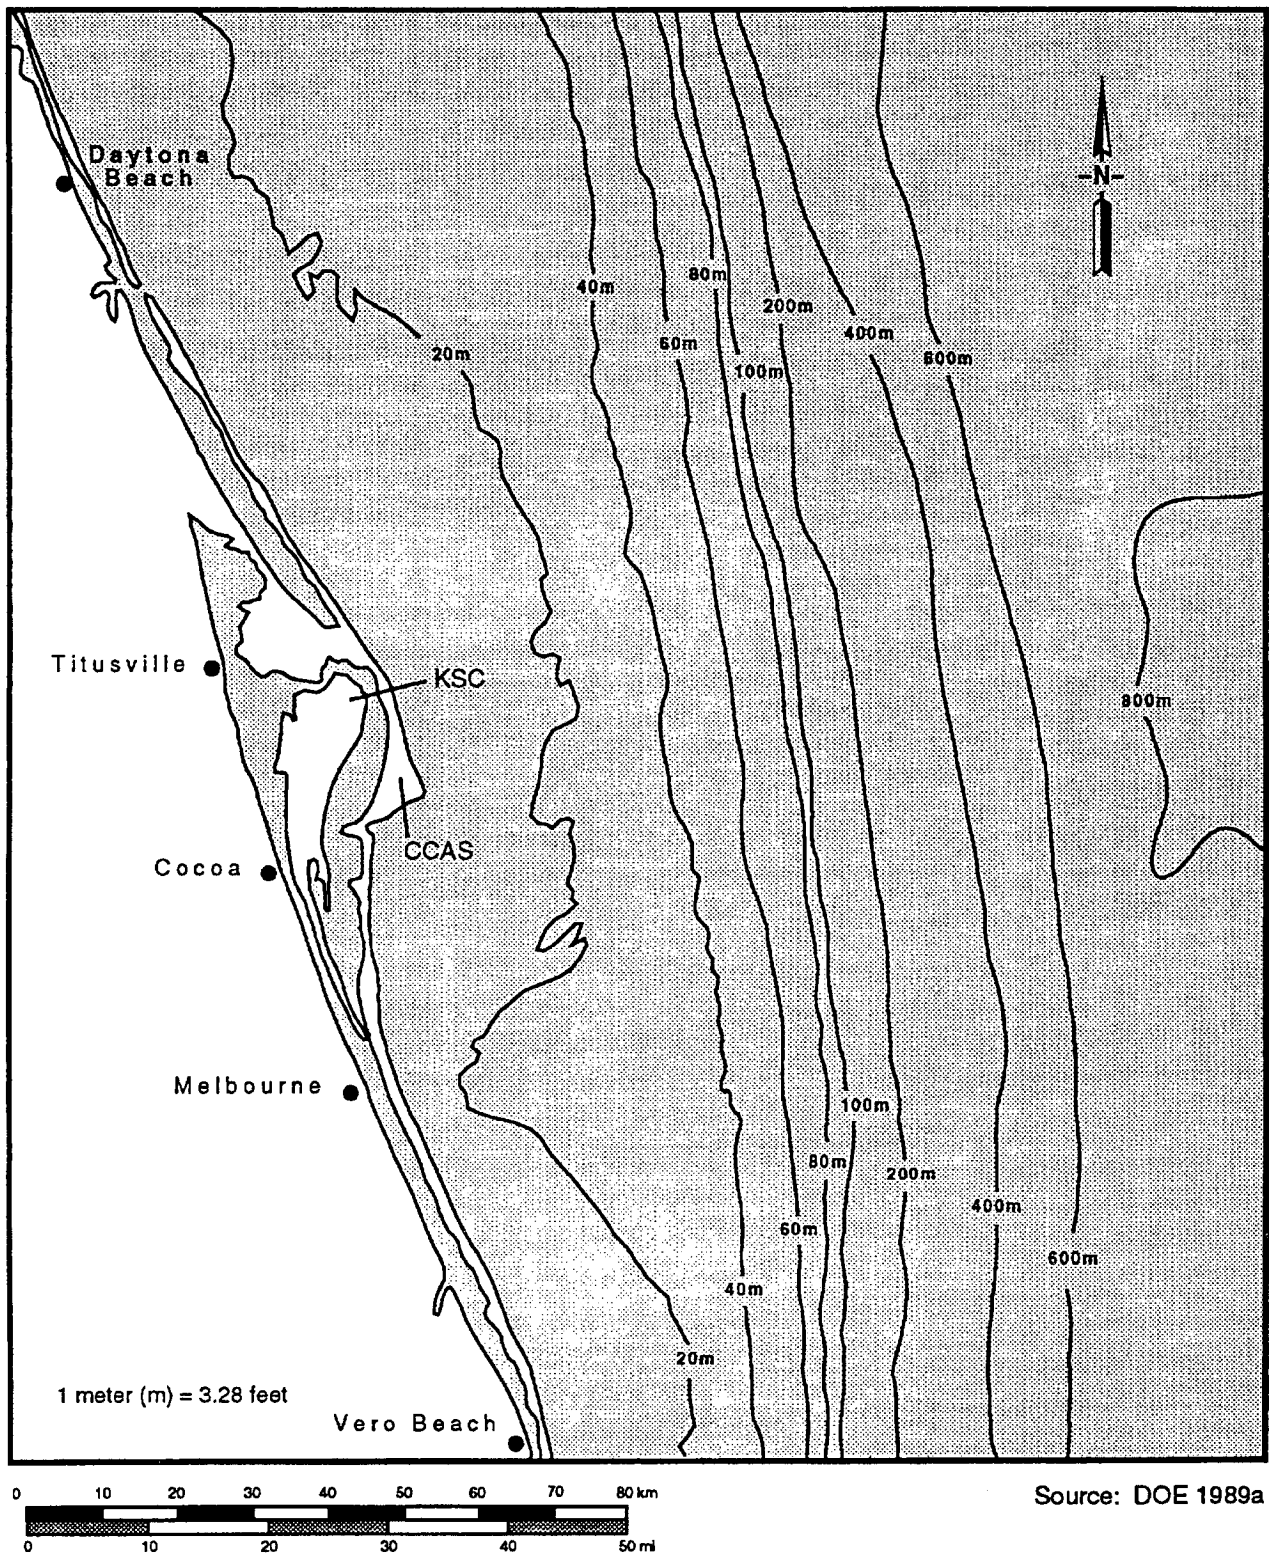 Daytona
Beach
-N-
80m
40m
200m
400m
60m
20m
600m
100m
Titusville
KSC
800m
CCAS
Cocoa
Melbourne
100m
80m
200m
400m
60m
600m
40m
20m
1 meter (m) = 3.28 feet
Vero Beach
0 10 20 30 40 50 60 70 80 km
0 10 20 30 40 50 mi
Source: DOE 1989a